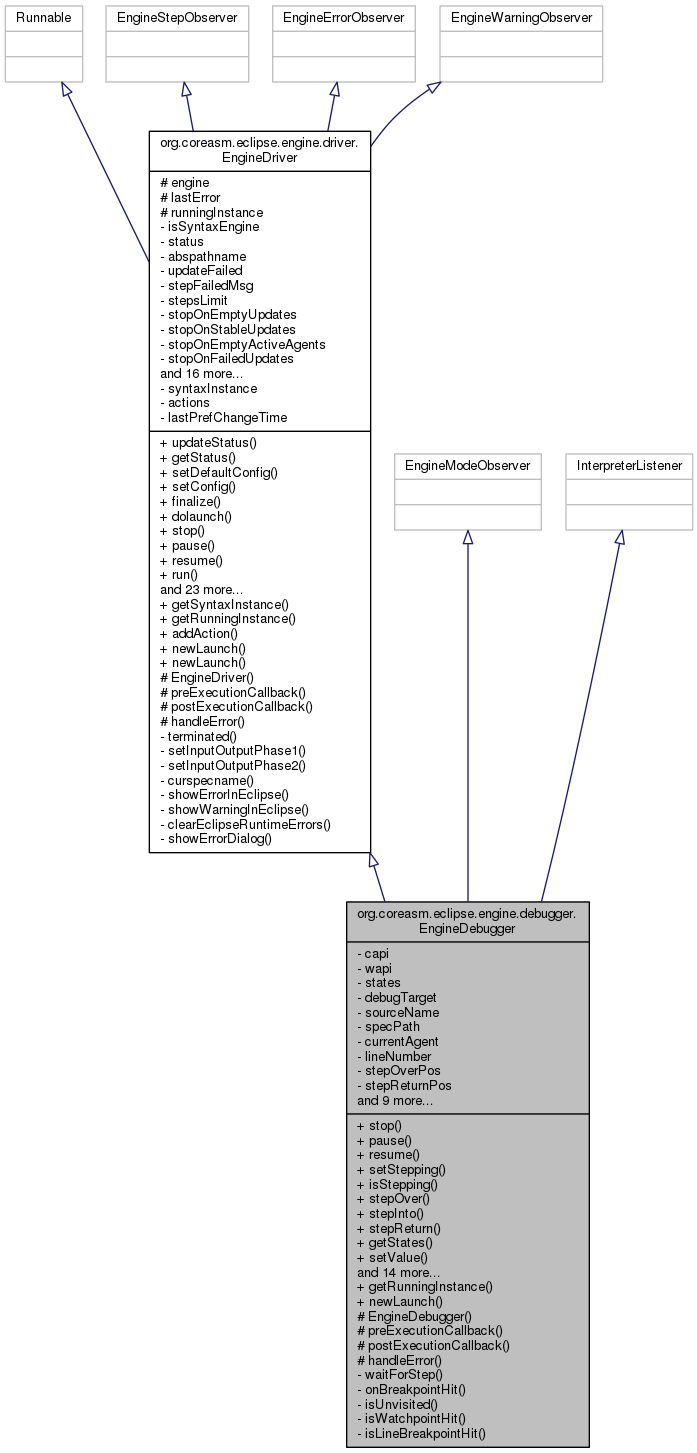 Runnable
EngineStepObserver
EngineErrorObserver
EngineWarningObserver
org.coreasm.eclipse.engine.driver.
EngineDriver
# engine
# lastError
# runningInstance
- isSyntaxEngine
- status
- abspathname
- updateFailed
- stepFailedMsg
- stepsLimit
- stopOnEmptyUpdates
- stopOnStableUpdates
- stopOnEmptyActiveAgents
- stopOnFailedUpdates
and 16 more...
- syntaxInstance
- actions
- lastPrefChangeTime
+ updateStatus()
+ getStatus()
+ setDefaultConfig()
+ setConfig()
+ finalize()
+ dolaunch()
+ stop()
+ pause()
+ resume()
+ run()
and 23 more...
+ getSyntaxInstance()
+ getRunningInstance()
+ addAction()
+ newLaunch()
+ newLaunch()
# EngineDriver()
# preExecutionCallback()
# postExecutionCallback()
# handleError()
- terminated()
- setInputOutputPhase1()
- setInputOutputPhase2()
- curspecname()
- showErrorInEclipse()
- showWarningInEclipse()
- clearEclipseRuntimeErrors()
- showErrorDialog()
EngineModeObserver
InterpreterListener
org.coreasm.eclipse.engine.debugger.
EngineDebugger
- capi
- wapi
- states
- debugTarget
- sourceName
- specPath
- currentAgent
- lineNumber
- stepOverPos
- stepReturnPos
and 9 more...
+ stop()
+ pause()
+ resume()
+ setStepping()
+ isStepping()
+ stepOver()
+ stepInto()
+ stepReturn()
+ getStates()
+ setValue()
and 14 more...
+ getRunningInstance()
+ newLaunch()
# EngineDebugger()
# preExecutionCallback()
# postExecutionCallback()
# handleError()
- waitForStep()
- onBreakpointHit()
- isUnvisited()
- isWatchpointHit()
- isLineBreakpointHit()